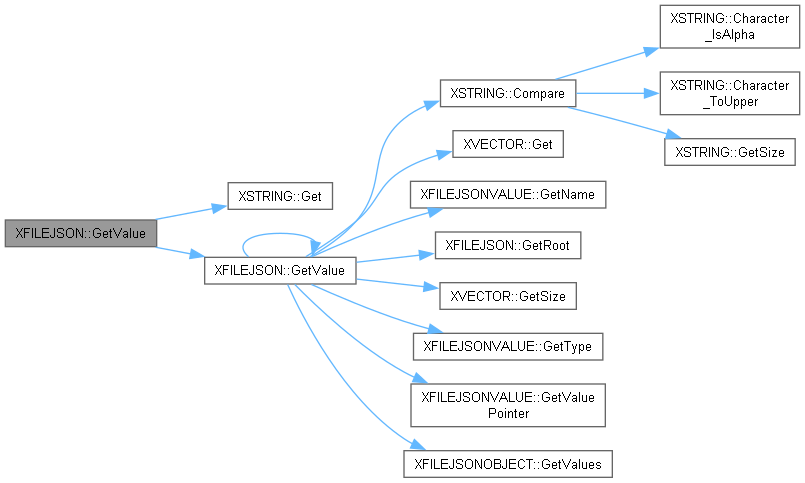 XFILEJSON::GetValue
XSTRING::Get
XFILEJSON::GetValue
XSTRING::Compare
XVECTOR::Get
XFILEJSONVALUE::GetName
XFILEJSON::GetRoot
XVECTOR::GetSize
XFILEJSONVALUE::GetType
XFILEJSONVALUE::GetValue
Pointer
XFILEJSONOBJECT::GetValues
XSTRING::Character
_IsAlpha
XSTRING::Character
_ToUpper
XSTRING::GetSize